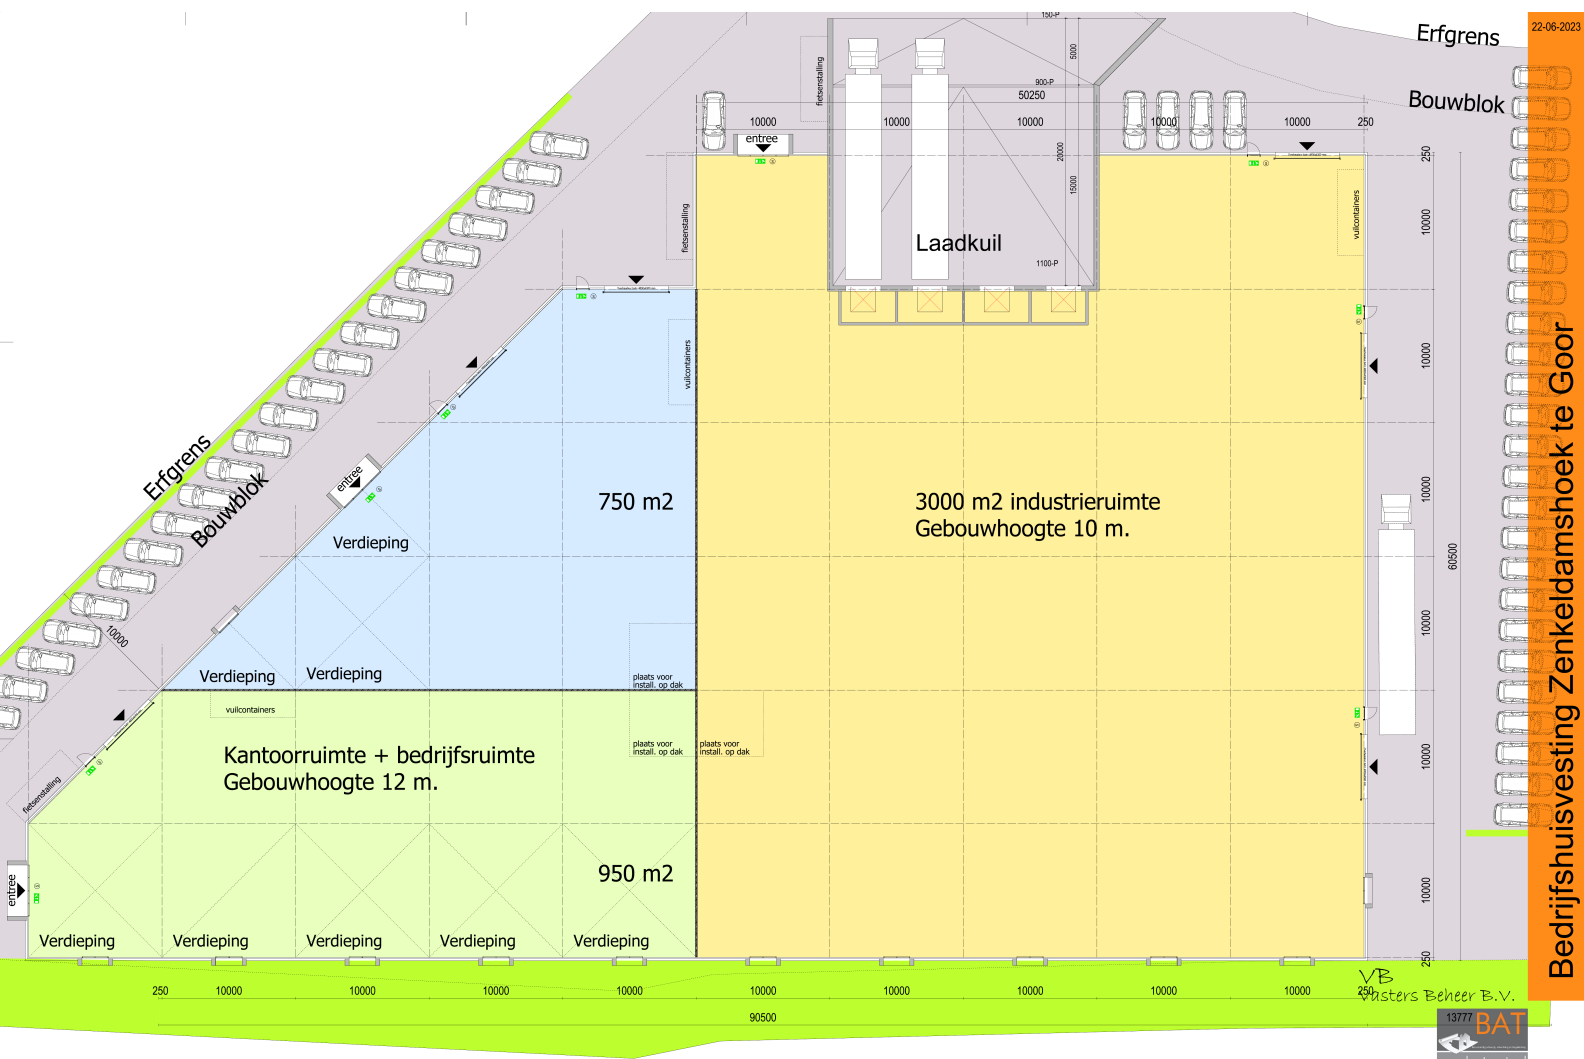 Erfgrens
22-06-2023
Bouwblok
150-P
5000
900-P
50250
fietsenstalling
10000
10000
10000
10000
10000
250
entree
20000
15000
250
fietsenstalling
Laadkuil
1100-P
vuilcontainers
10000
vuilcontainers
10000
Erfgrens
Bouwblok
entree
750 m2
3000 m2 industrieruimte
Gebouwhoogte 10 m.
10000
Verdieping
60500
10000
10000
Verdieping
Verdieping
plaats voor
install. op dak
vuilcontainers
plaats voor
install. op dak
plaats voor
install. op dak
Kantoorruimte + bedrijfsruimte
Gebouwhoogte 12 m.
10000
fietsenstalling
950 m2
entree
10000
Verdieping
Verdieping
Verdieping
Verdieping
Verdieping
250
250
10000
10000
10000
10000
10000
10000
10000
10000
10000
250
90500
VB
Vasters Beheer B.V.
13777
BAT
Bedrijfshuisvesting Zenkeldamshoek te Goor